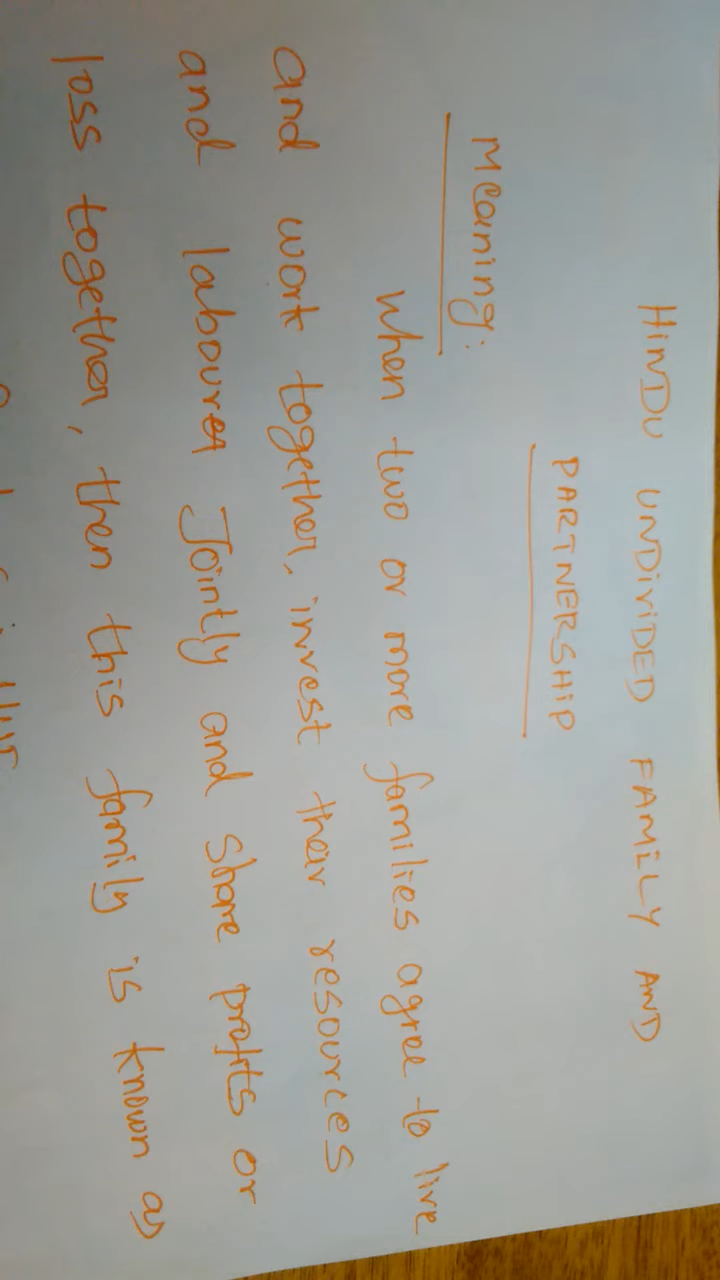 HINDU UNDIVIDED FAMILY AND
PARTNERSHIP
Meaning:
When two or more families agree to live
and work together, invest their resources
and labourer Jointly and share profits or
loss together, then this family is known as